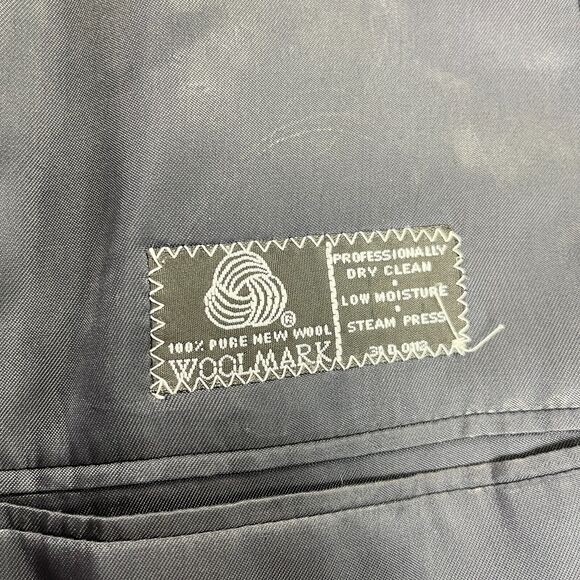 100% PURE NEW WOOL
WOOLMARK
PROFESSIONALLY
DRY CLEAN
•
LOW MOISTURE
•
STEAM PRESS